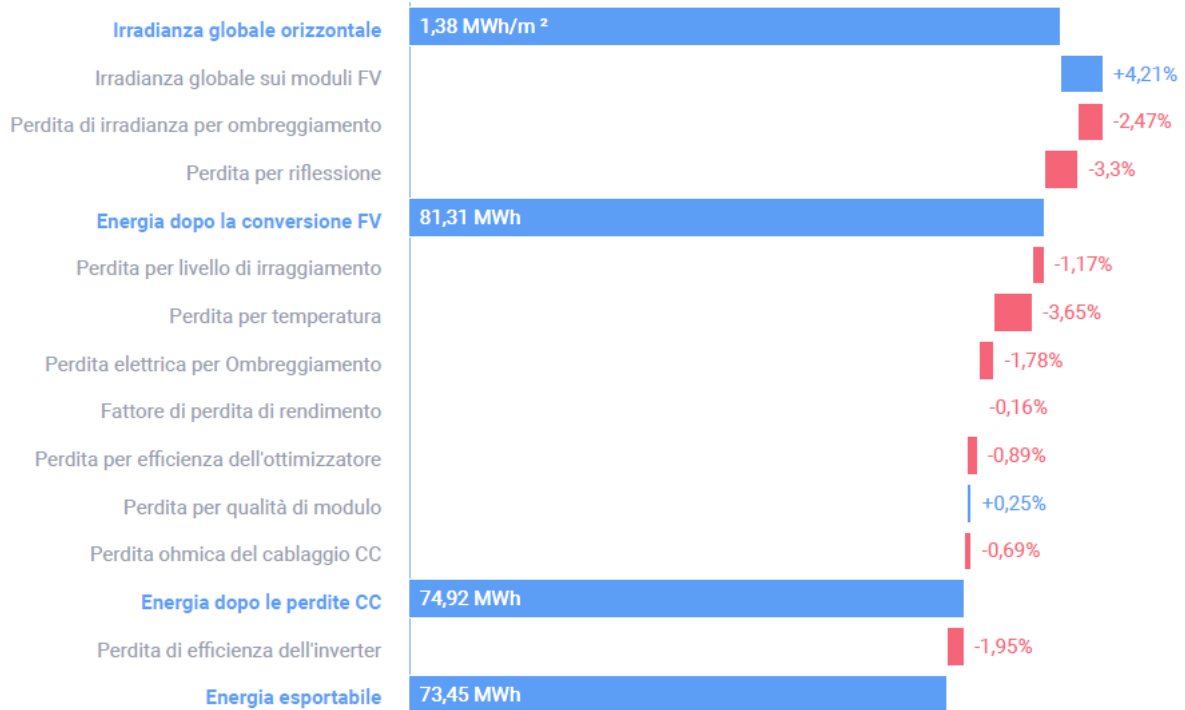 Irradianza globale orizzontale 1,38 MWh/m ²
Irradianza globale sui moduli FV +4,21%
Perdita di irradianza per ombreggiamento -2,47%
Perdita per riflessione -3,3%
Energia dopo la conversione FV 81,31 MWh
Perdita per livello di irraggiamento -1,17%
Perdita per temperatura -3,65%
Perdita elettrica per Ombreggiamento -1,78%
Fattore di perdita di rendimento -0,16%
Perdita per efficienza dell'ottimizzatore -0,89%
Perdita per qualità di modulo +0,25%
Perdita ohmica del cablaggio CC -0,69%
Energia dopo le perdite CC 74,92 MWh
Perdita di efficienza dell'inverter -1,95%
Energia esportabile 73,45 MWh